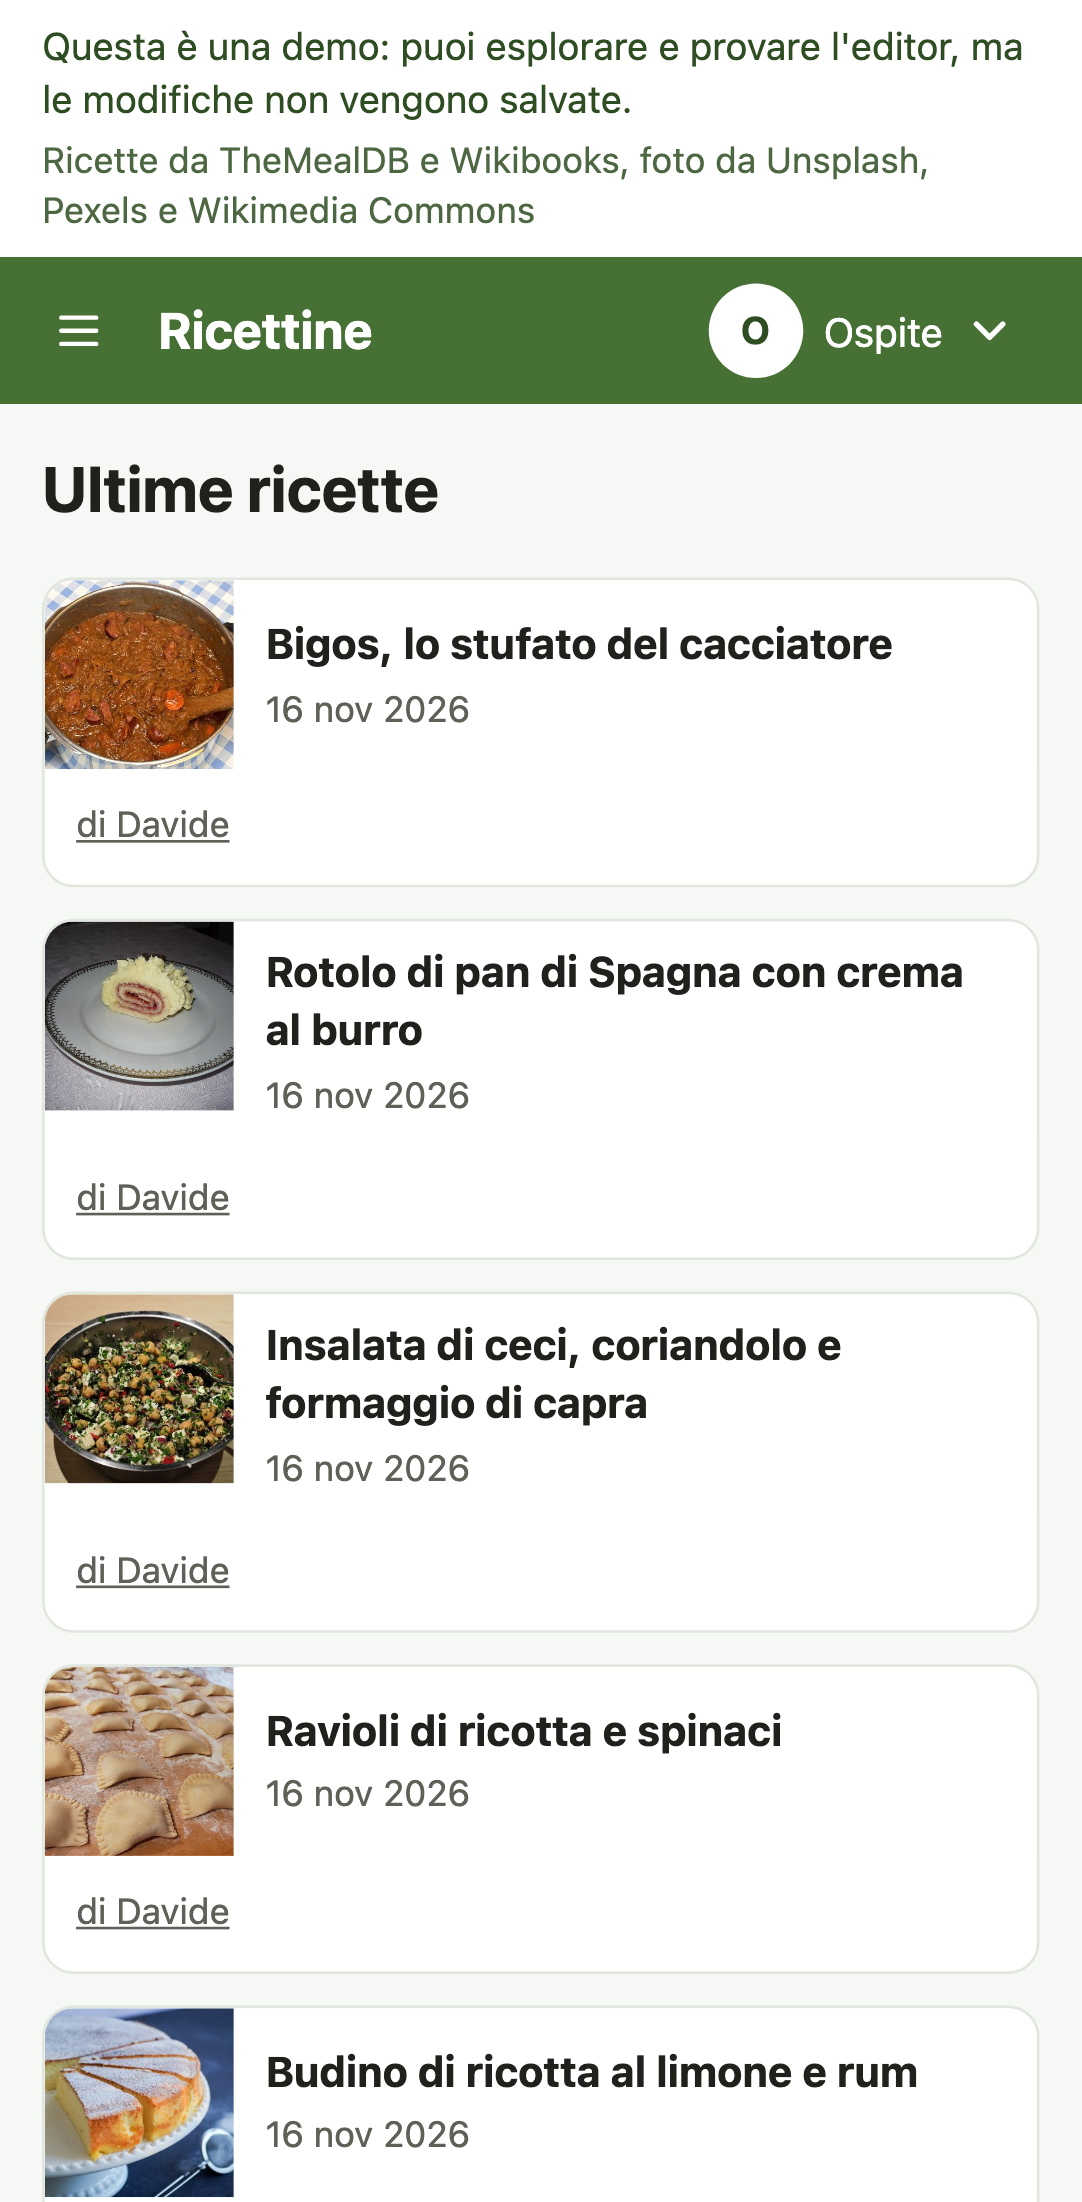 Questa è una demo: puoi esplorare e provare l'editor, ma
le modifiche non vengono salvate.
Ricette da TheMealDB e Wikibooks, foto da Unsplash,
Pexels e Wikimedia Commons
Ricettine
O
Ospite
Ultime ricette
Bigos, lo stufato del cacciatore
16 nov 2026
di Davide
Rotolo di pan di Spagna con crema
al burro
16 nov 2026
di Davide
Insalata di ceci, coriandolo e
formaggio di capra
16 nov 2026
di Davide
Ravioli di ricotta e spinaci
16 nov 2026
di Davide
Budino di ricotta al limone e rum
16 nov 2026